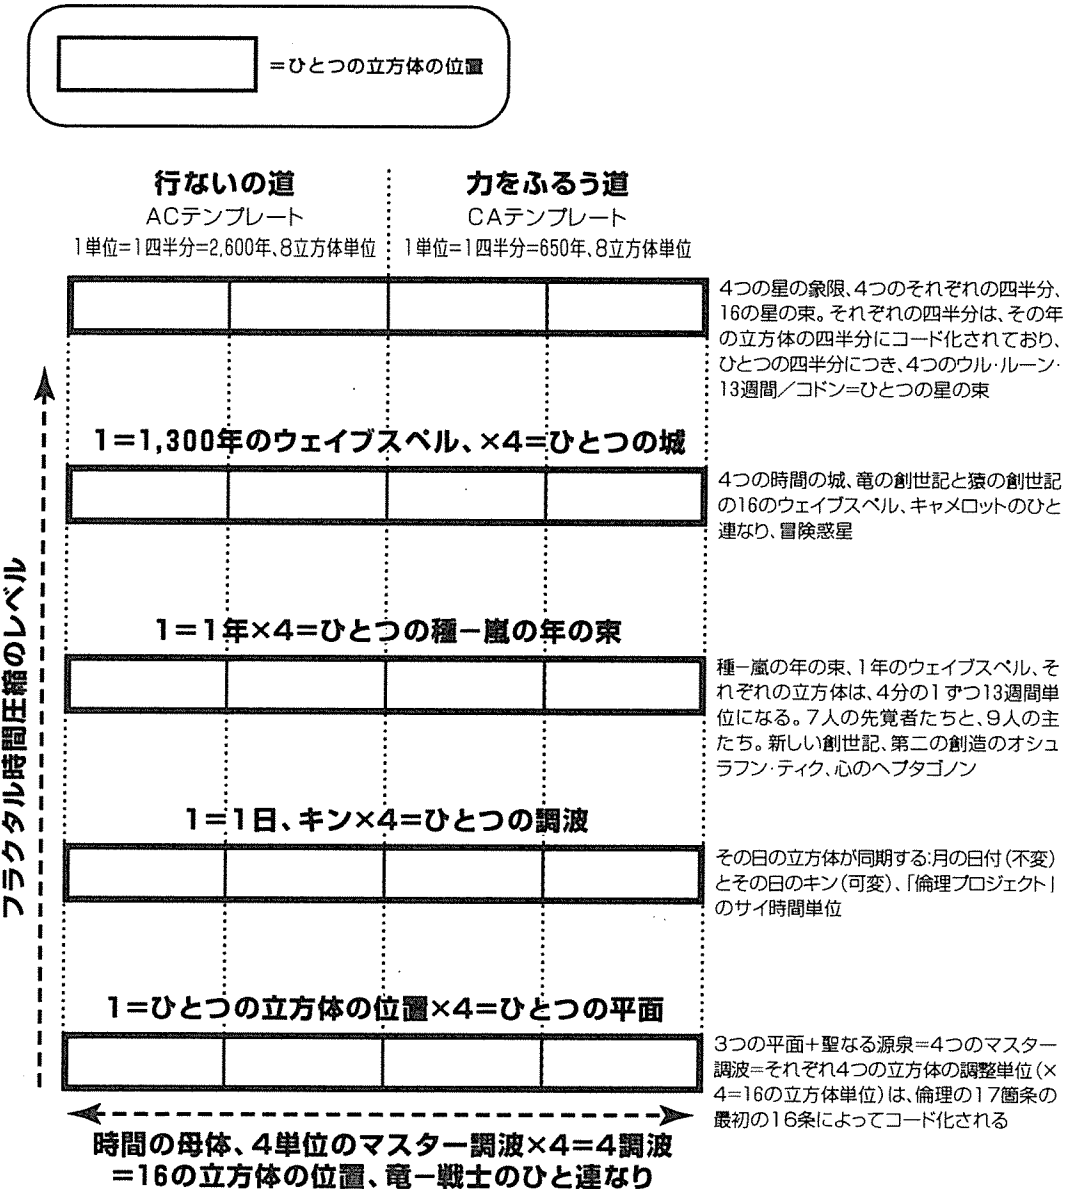 ＝ひとつの立方体の位置
行ないの道
ACテンプレート
1単位＝1四半分＝2,600年、8立方体単位
力をふるう道
CAテンプレート
1単位＝1四半分＝650年、8立方体単位
4つの星の象限、4つのそれぞれの四半分、
16の星の束。それぞれの四半分は、その年
の立方体の四半分にコード化されており、
ひとつの四半分につき、4つのウル・ルーン・
13週間／コドン＝ひとつの星の束
1＝1,300年のウェイブスペル、×4＝ひとつの城
4つの時間の城、竜の創世記と猿の創世記
の16のウェイブスペル、キャメロットのひと
連なり、冒険惑星
1＝1年×4＝ひとつの種−嵐の年の束
種−嵐の年の束、1年のウェイブスペル、そ
れぞれの立方体は、4分の1ずつ13週間単
位になる。7人の先覚者たちと、9人の主
たち。新しい創世記、第二の創造のオシュ
ラフン・ティク、心のヘプタゴノン
1＝1日、キン×4＝ひとつの調波
その日の立方体が同期する:月の日付（不変）
とその日のキン（可変）、「倫理プロジェクト」
のサイ時間単位
1＝ひとつの立方体の位置×4＝ひとつの平面
3つの平面＋聖なる源泉＝4つのマスター
調波＝それぞれ4つの立方体の調整単位（×
4＝16の立方体単位）は、倫理の17箇条の
最初の16条によってコード化される
フラクタル時間圧縮のレベル
時間の母体、4単位のマスター調波×4＝4調波
＝16の立方体の位置、竜−戦士のひと連なり